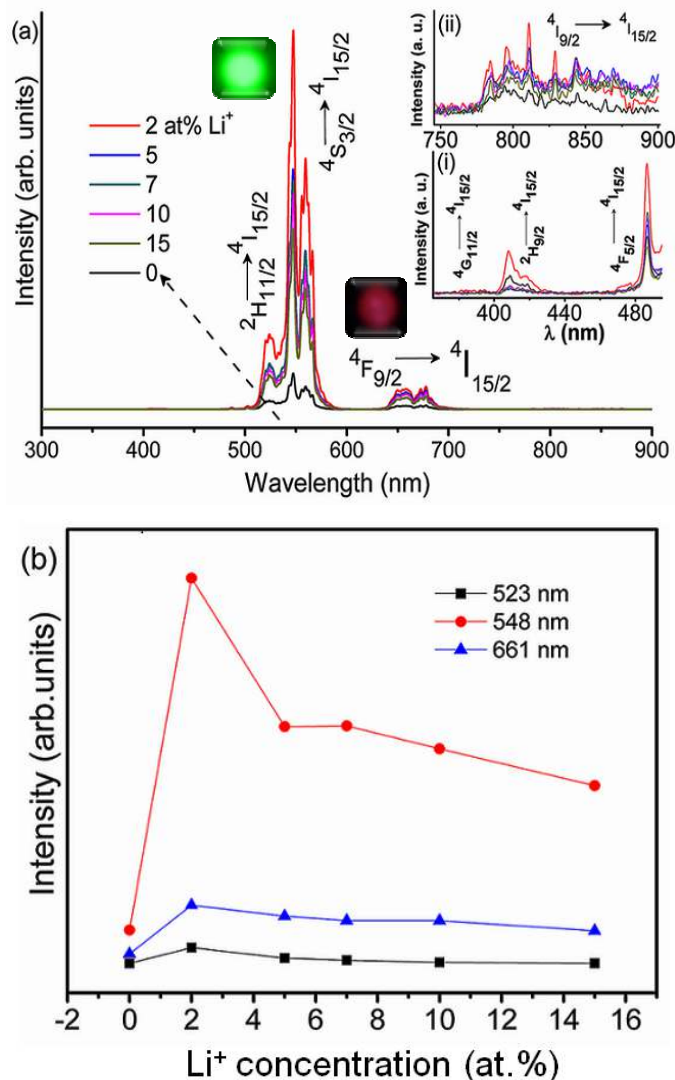 (a)
Intensity (arb. units)
2 at% Li⁺
5
7
10
15
0
²H₁₁/₂ → ⁴I₁₅/₂
⁴S₃/₂ → ⁴I₁₅/₂
⁴F₉/₂ → ⁴I₁₅/₂
300 400 500 600 700 800 900
Wavelength (nm)
(ii)
⁴I₉/₂ → ⁴I₁₅/₂
Intensity (a. u.)
750 800 850 900
(i)
Intensity (a. u.)
⁴G₁₁/₂ → ⁴I₁₅/₂
²H₉/₂ → ⁴I₁₅/₂
⁴F₅/₂ → ⁴I₁₅/₂
400 440 480
λ (nm)
(b)
Intensity (arb.units)
523 nm
548 nm
661 nm
-2 0 2 4 6 8 10 12 14 16
Li⁺ concentration (at.%)